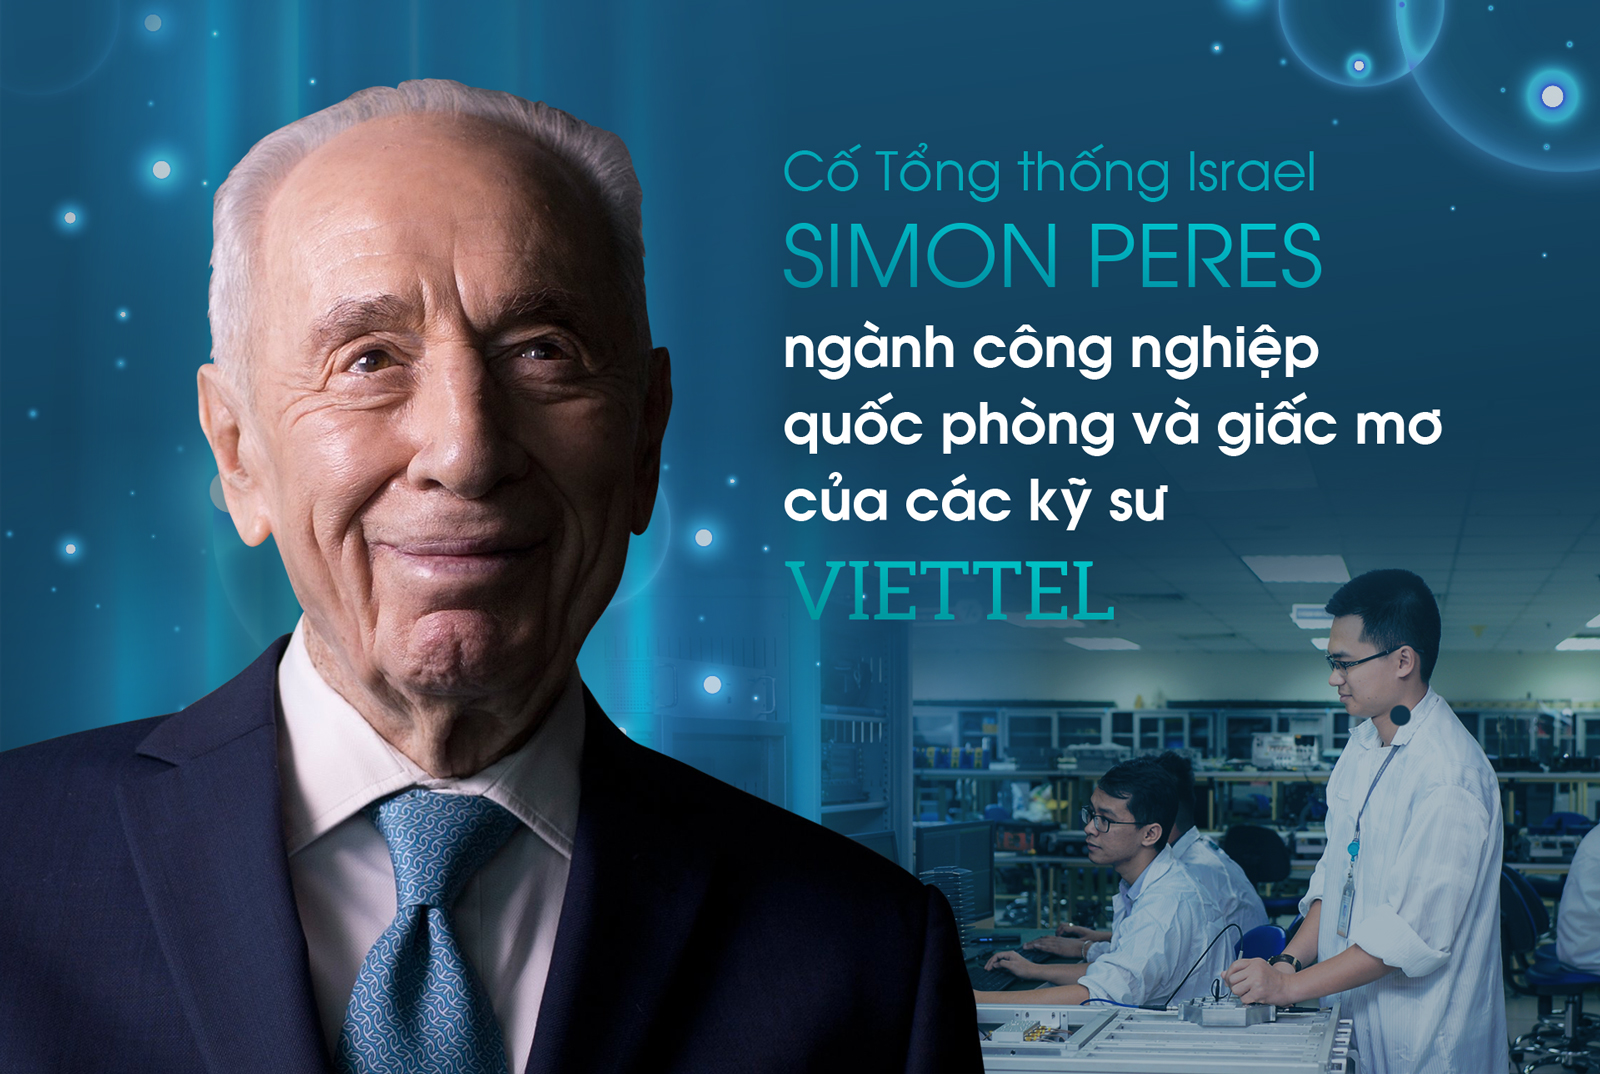 Cố Tổng thống Israel
SIMON PERES
ngành công nghiệp
quốc phòng và giấc mơ
của các kỹ sư
VIETTEL